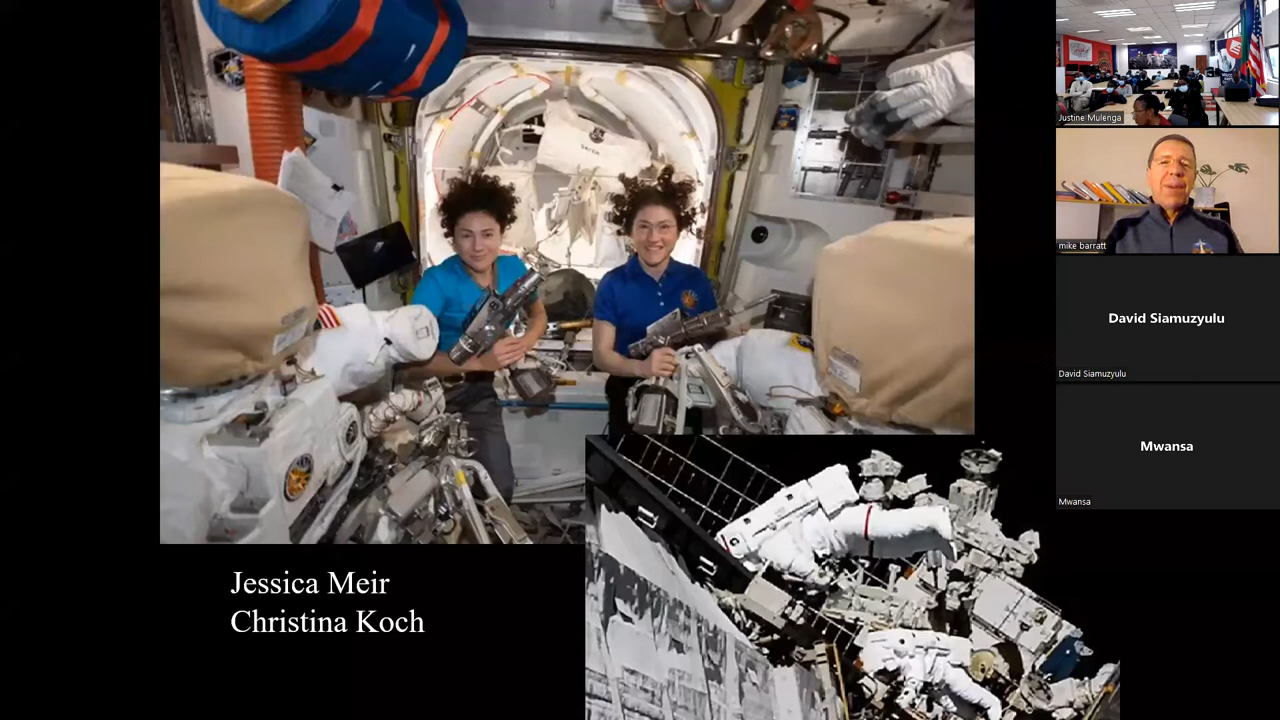 Jessica Meir
Christina Koch
Justine Mulenga
mike barratt
David Siamuzyulu
David Siamuzyulu
Mwansa
Mwansa